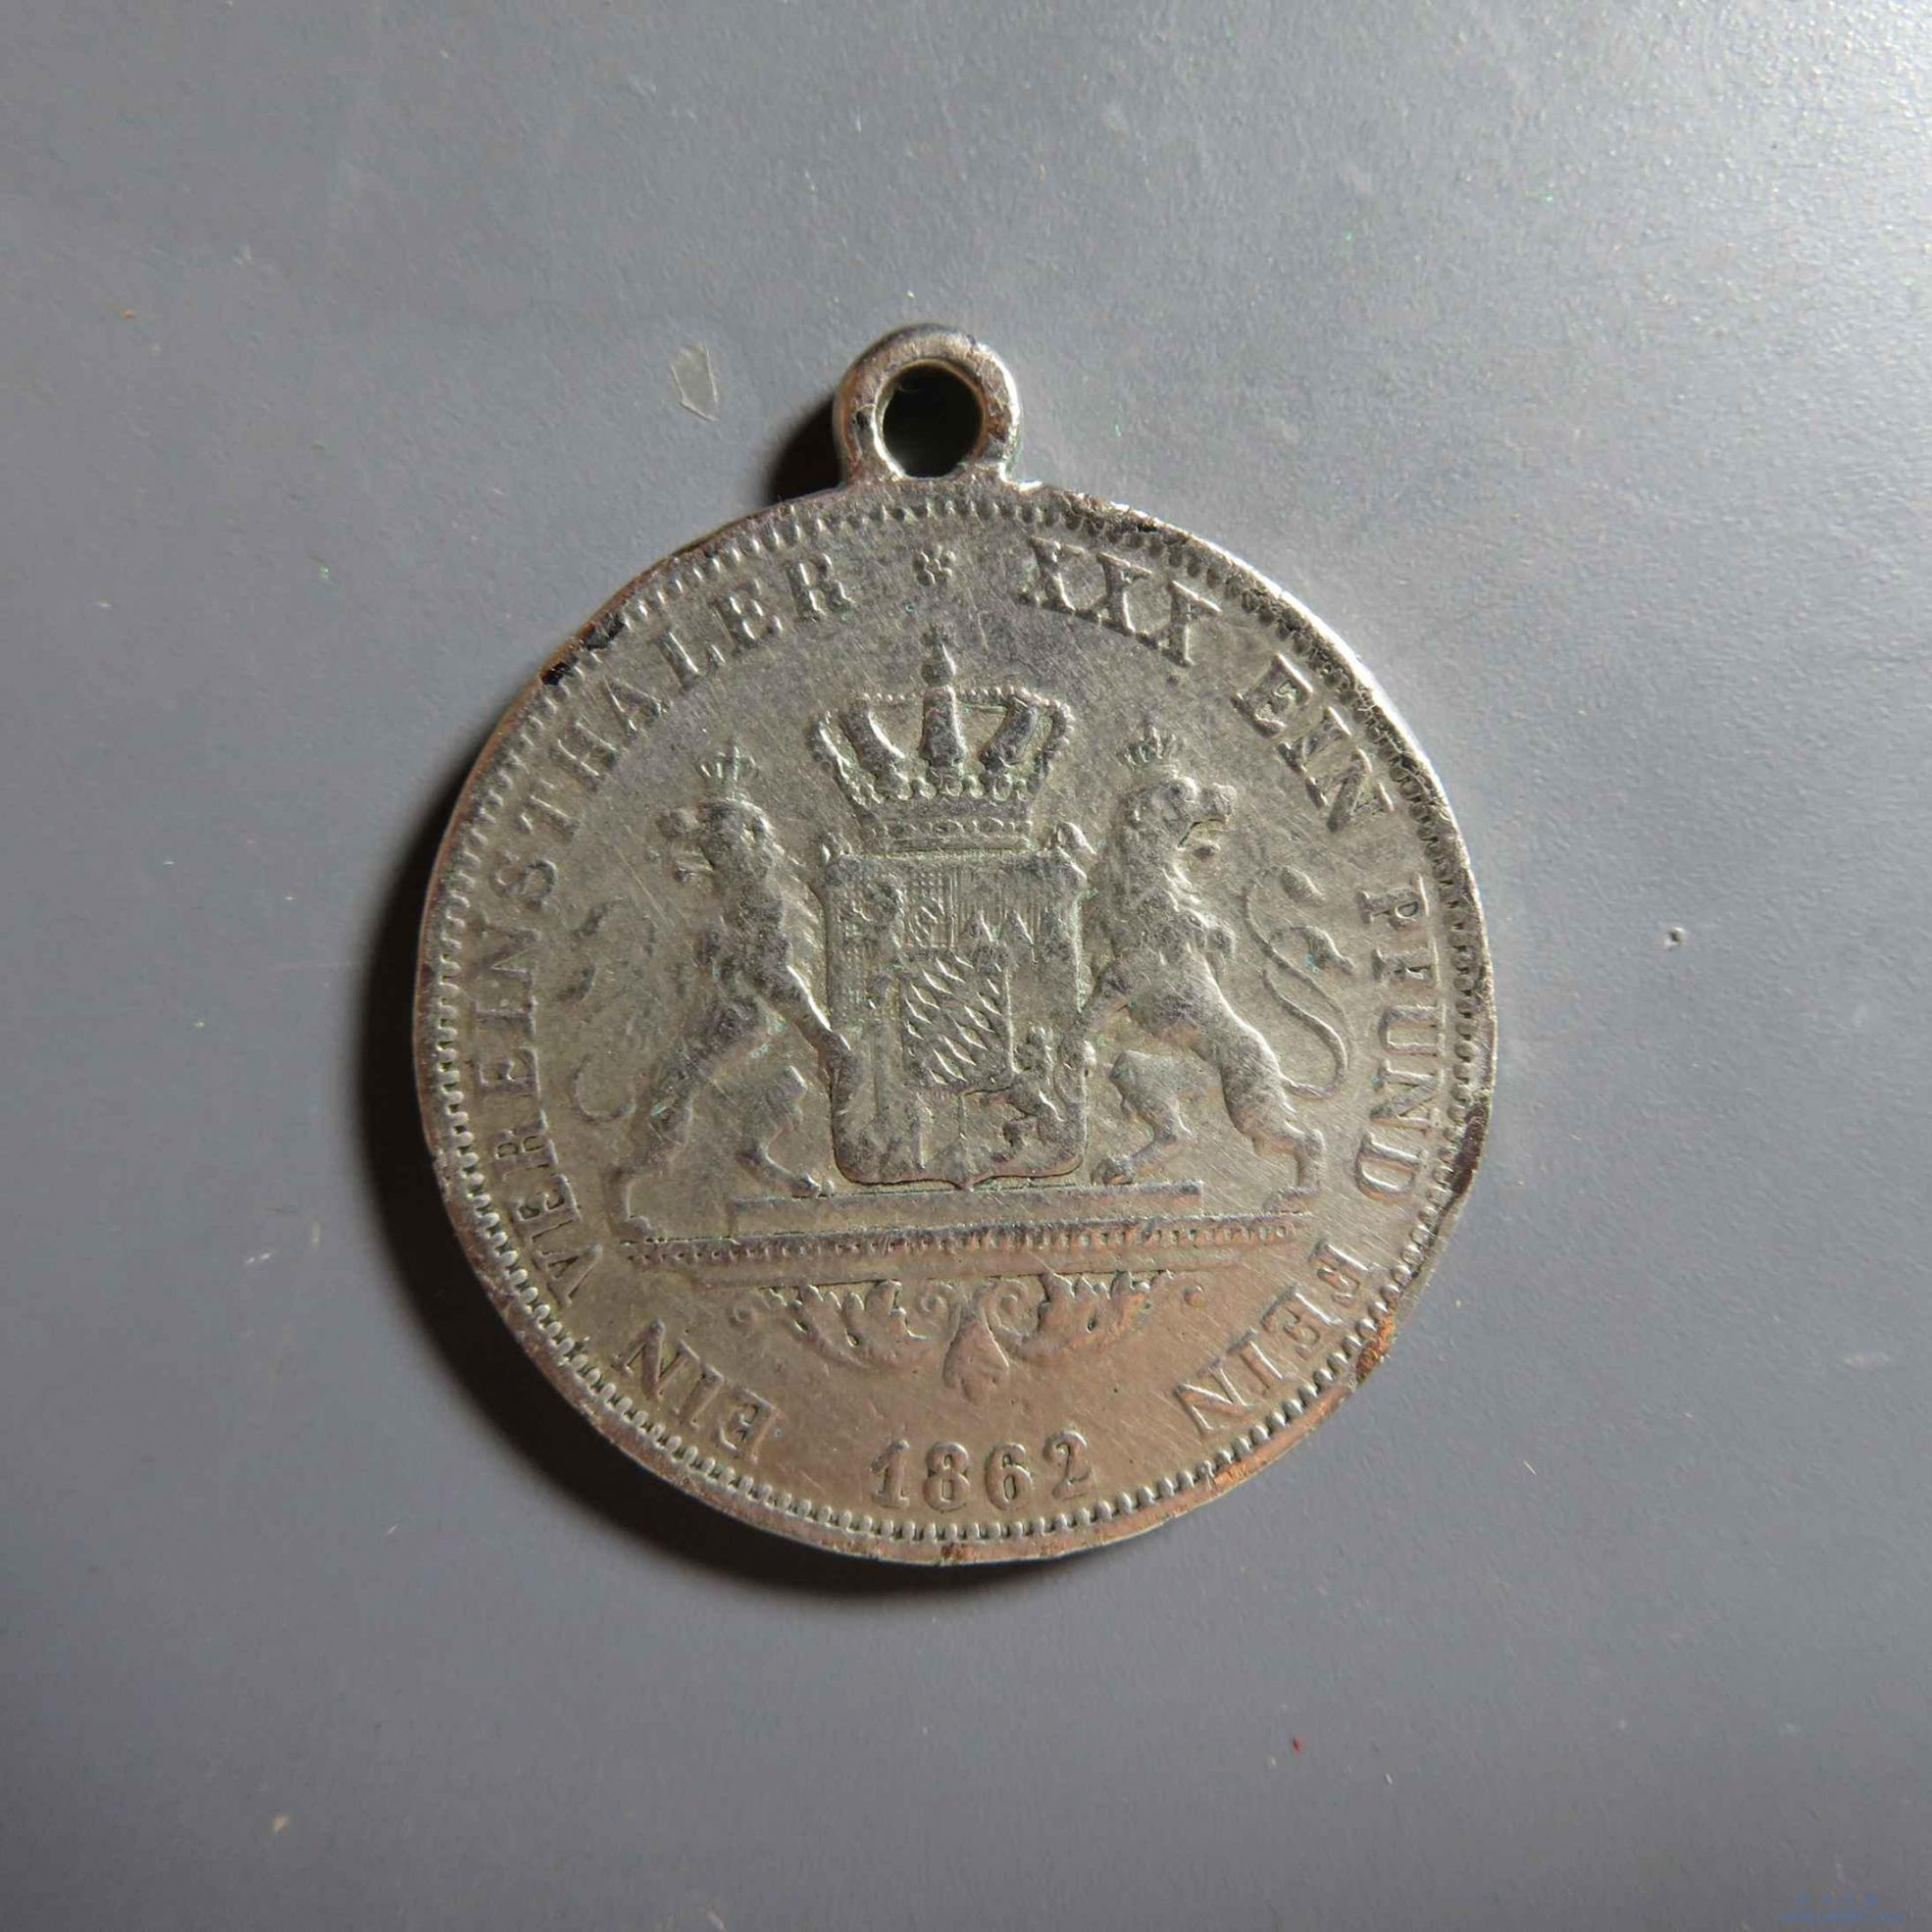 EIN VEREINSTHALER * XXX EIN PFUND FEIN
1862